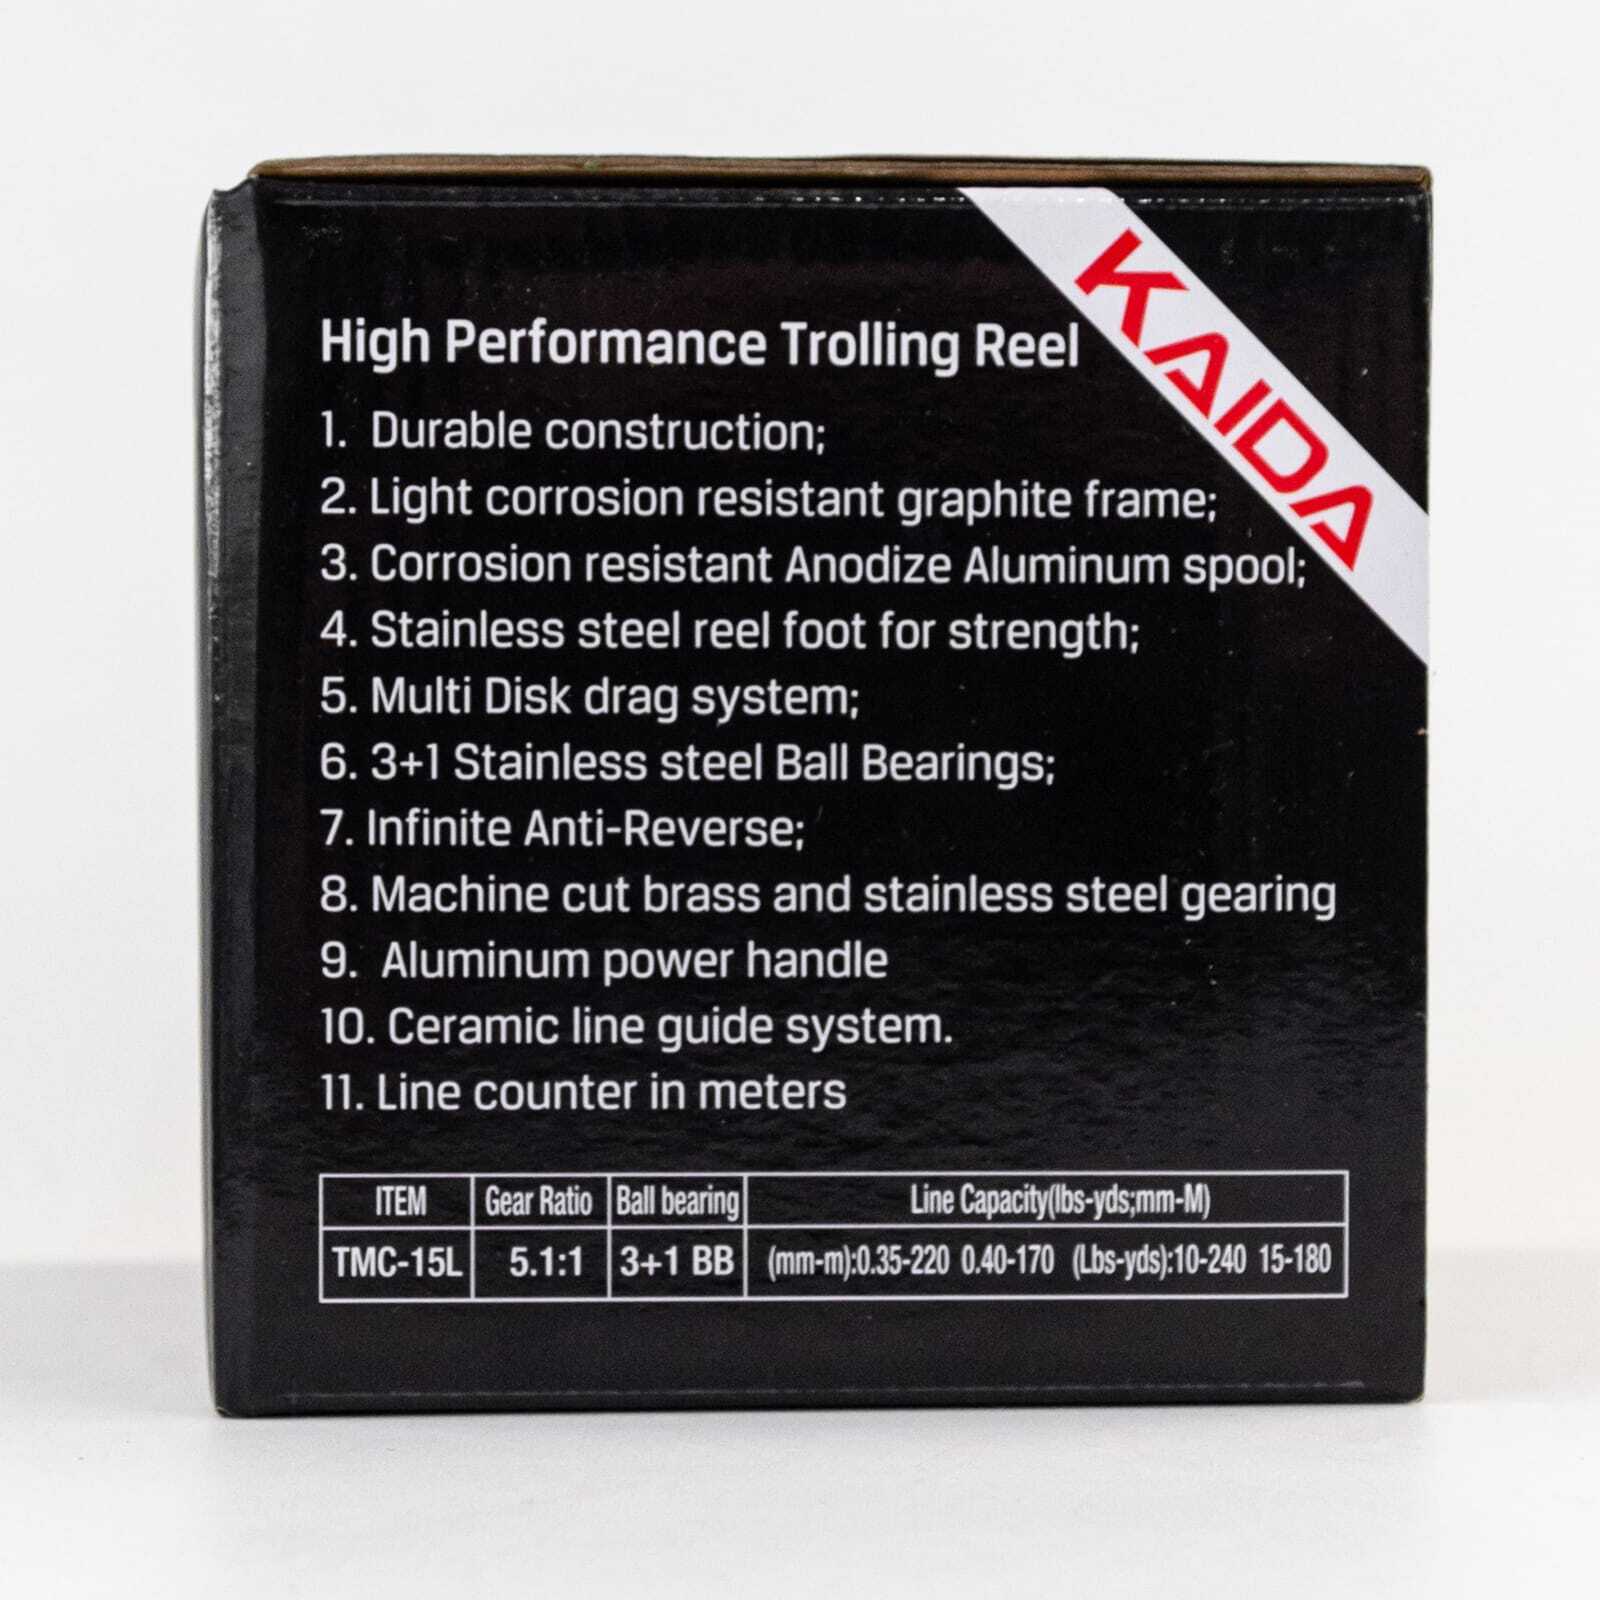 KAIDA
High Performance Trolling Reel
1. Durable construction;
2. Light corrosion resistant graphite frame;
3. Corrosion resistant Anodize Aluminum spool;
4. Stainless steel reel foot for strength;
5. Multi Disk drag system;
6. 3+1 Stainless steel Ball Bearings;
7. Infinite Anti-Reverse;
8. Machine cut brass and stainless steel gearing
9. Aluminum power handle
10. Ceramic line guide system.
11. Line counter in meters
ITEM Gear Ratio Ball bearing Line Capacity(lbs-yds;mm-M)
TMC-15L 5.1:1 3+1 BB (mm-m):0.35-220 0.40-170 (Lbs-yds):10-240 15-180